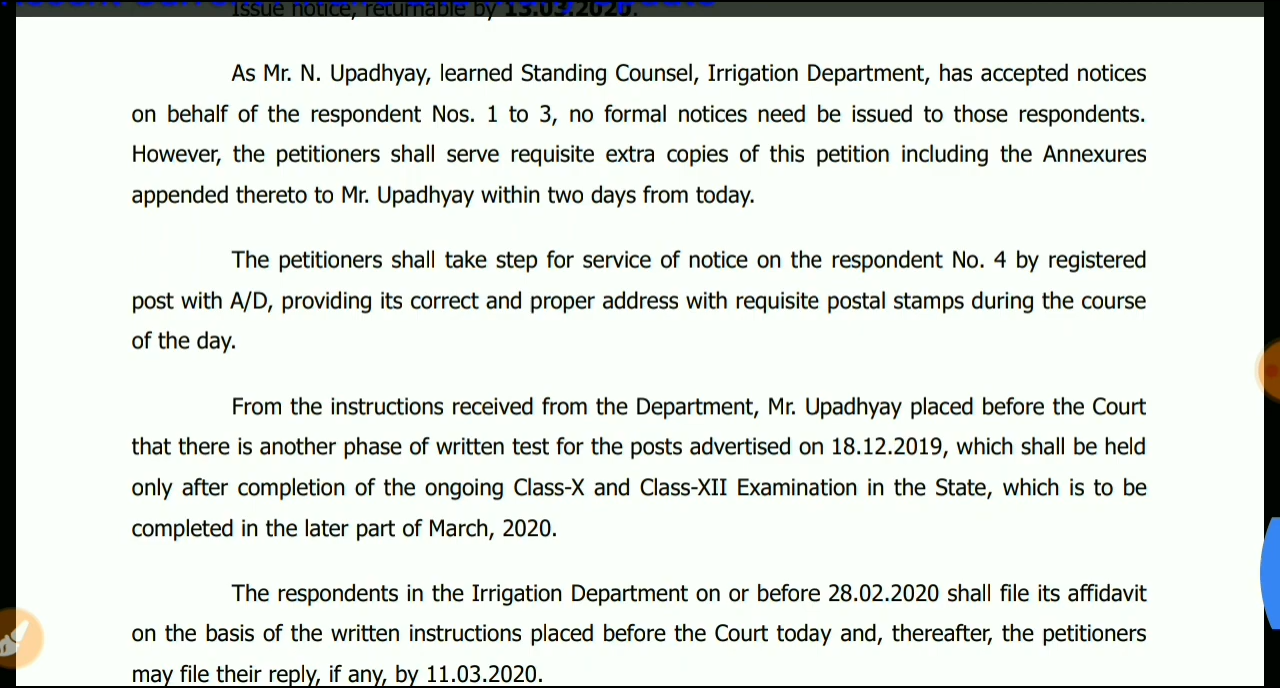 Issue notice, returnable by 13.03.2020.
As Mr. N. Upadhyay, learned Standing Counsel, Irrigation Department, has accepted notices
on behalf of the respondent Nos. 1 to 3, no formal notices need be issued to those respondents.
However, the petitioners shall serve requisite extra copies of this petition including the Annexures
appended thereto to Mr. Upadhyay within two days from today.
The petitioners shall take step for service of notice on the respondent No. 4 by registered
post with A/D, providing its correct and proper address with requisite postal stamps during the course
of the day.
From the instructions received from the Department, Mr. Upadhyay placed before the Court
that there is another phase of written test for the posts advertised on 18.12.2019, which shall be held
only after completion of the ongoing Class-X and Class-XII Examination in the State, which is to be
completed in the later part of March, 2020.
The respondents in the Irrigation Department on or before 28.02.2020 shall file its affidavit
on the basis of the written instructions placed before the Court today and, thereafter, the petitioners
may file their reply, if any, by 11.03.2020.